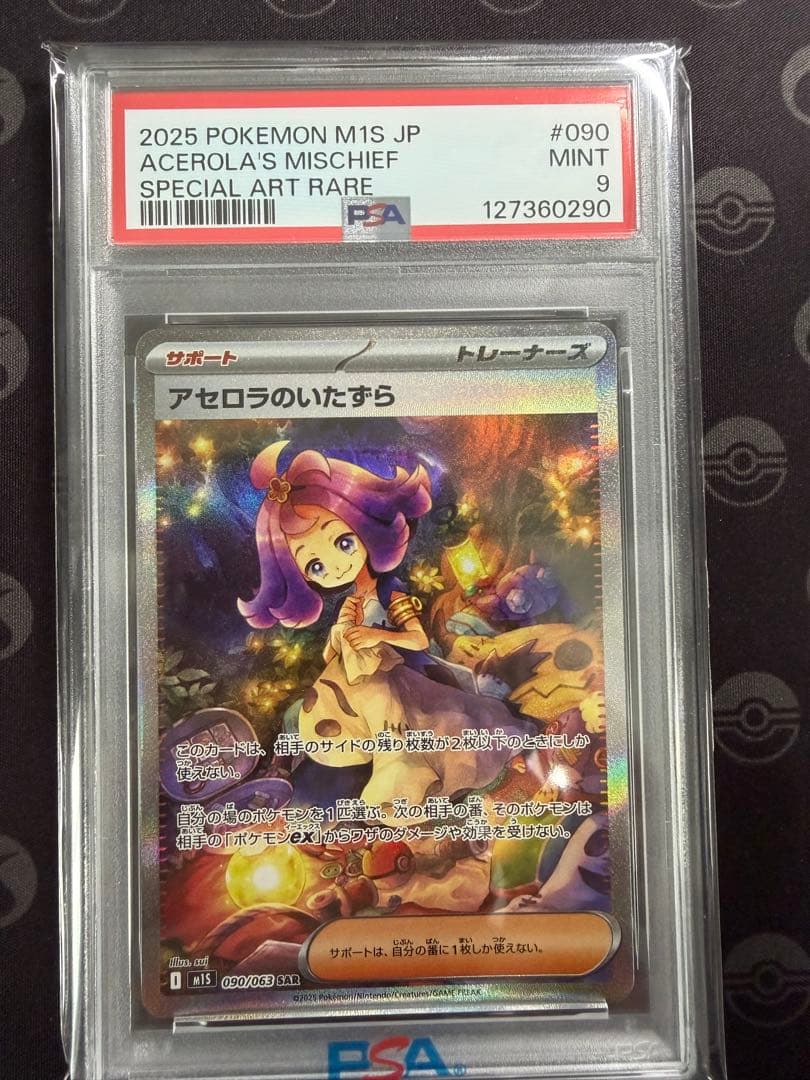 2025 POKEMON M1S JP #090
ACEROLA'S MISCHIEF MINT
SPECIAL ART RARE 9
PSA 127360290
サポート トレーナーズ
アセロラのいたずら
このカードは、相手のサイドの残り枚数が2枚以下のときにしか
使えない。
自分の場のポケモンを1匹選ぶ。次の相手の番、そのポケモンは
相手の「ポケモンex」からワザのダメージや効果を受けない。
サポートは、自分の番に1枚しか使えない。
Illus. sui
I M1S 090/063 SAR
©2025 Pokémon/Nintendo/Creatures/GAME FREAK
PSA®